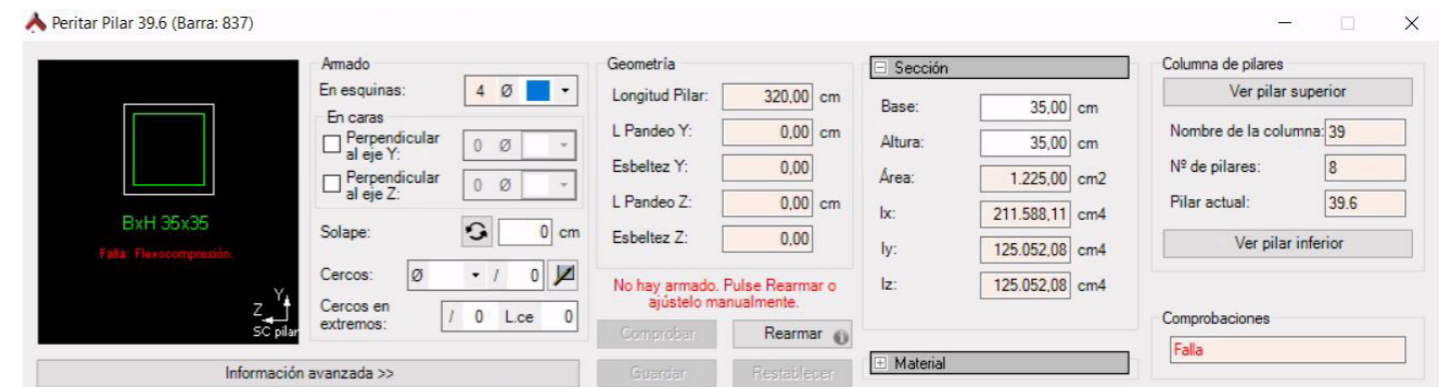 Peritar Pilar 39.6 (Barra: 837)
BxH 35x35
Falla: Flexocompresión.
Y
Z
SC pilar
Información avanzada >>
Armado
En esquinas: 4 Ø
En caras
Perpendicular
al eje Y: 0 Ø
Perpendicular
al eje Z: 0 Ø
Solape: 0 cm
Cercos: Ø / 0
Cercos en
extremos: / 0 L.ce 0
Geometría
Longitud Pilar: 320,00 cm
L Pandeo Y: 0,00 cm
Esbeltez Y: 0,00
L Pandeo Z: 0,00 cm
Esbeltez Z: 0,00
No hay armado. Pulse Rearmar o
ajústelo manualmente.
Comprobar Rearmar
Guardar Restablecer
Sección
Base: 35,00 cm
Altura: 35,00 cm
Área: 1.225,00 cm2
Ix: 211.588,11 cm4
Iy: 125.052,08 cm4
Iz: 125.052,08 cm4
Material
Columna de pilares
Ver pilar superior
Nombre de la columna: 39
Nº de pilares: 8
Pilar actual: 39.6
Ver pilar inferior
Comprobaciones
Falla